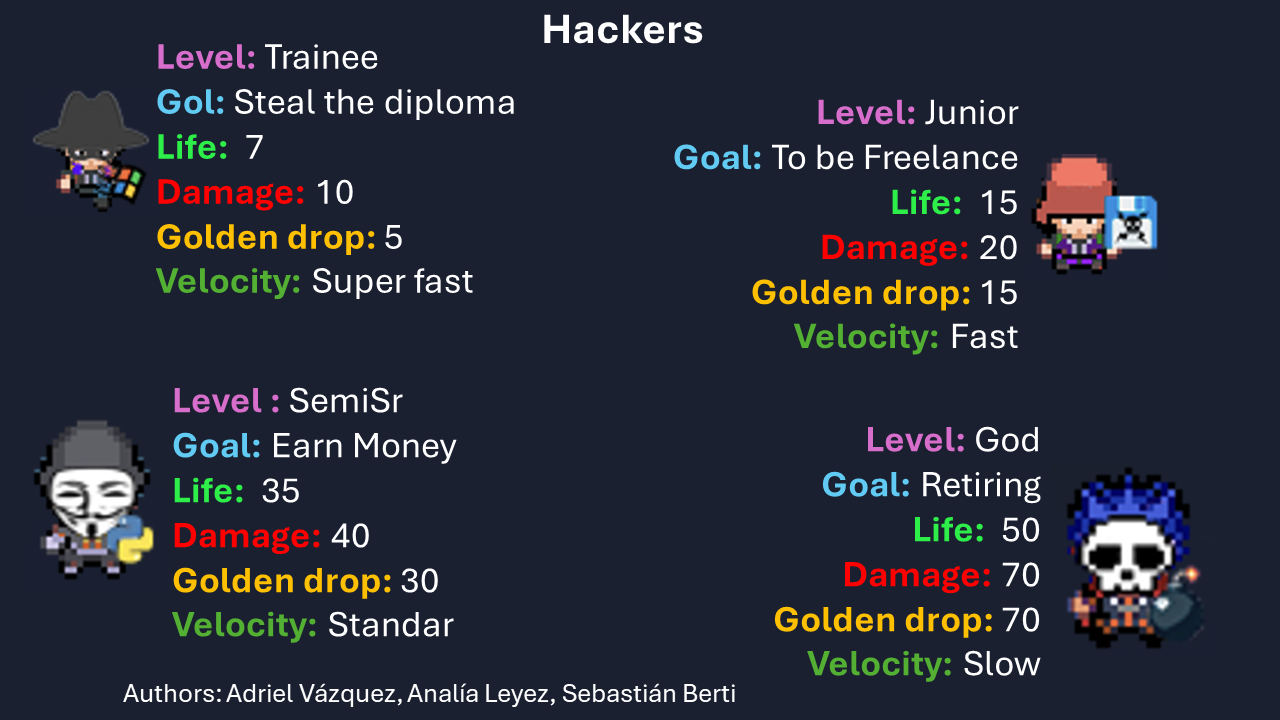 Hackers
Level: Trainee
Gol: Steal the diploma
Life: 7
Damage: 10
Golden drop: 5
Velocity: Super fast
Level: Junior
Goal: To be Freelance
Life: 15
Damage: 20
Golden drop: 15
Velocity: Fast
Level : SemiSr
Goal: Earn Money
Life: 35
Damage: 40
Golden drop: 30
Velocity: Standar
Level: God
Goal: Retiring
Life: 50
Damage: 70
Golden drop: 70
Velocity: Slow
Authors: Adriel Vázquez, Analía Leyez, Sebastián Berti